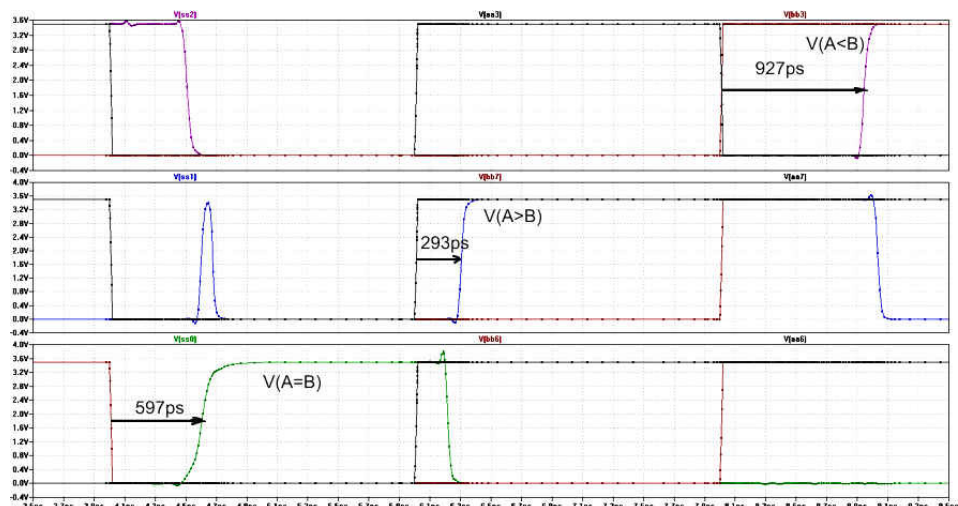 V[ss2] V[aa3] V[bb3]
3.6V
3.2V
2.8V
2.4V
2.0V
1.6V
1.2V
0.8V
0.4V
0.0V
-0.4V
V(A<B)
927ps
V[ss1] V[bb7] V[aa7]
4.0V
3.6V
3.2V
2.8V
2.4V
2.0V
1.6V
1.2V
0.8V
0.4V
0.0V
-0.4V
V(A>B)
293ps
V[ss0] V[bb6] V[aa6]
4.0V
3.6V
3.2V
2.8V
2.4V
2.0V
1.6V
1.2V
0.8V
0.4V
0.0V
-0.4V
V(A=B)
597ps